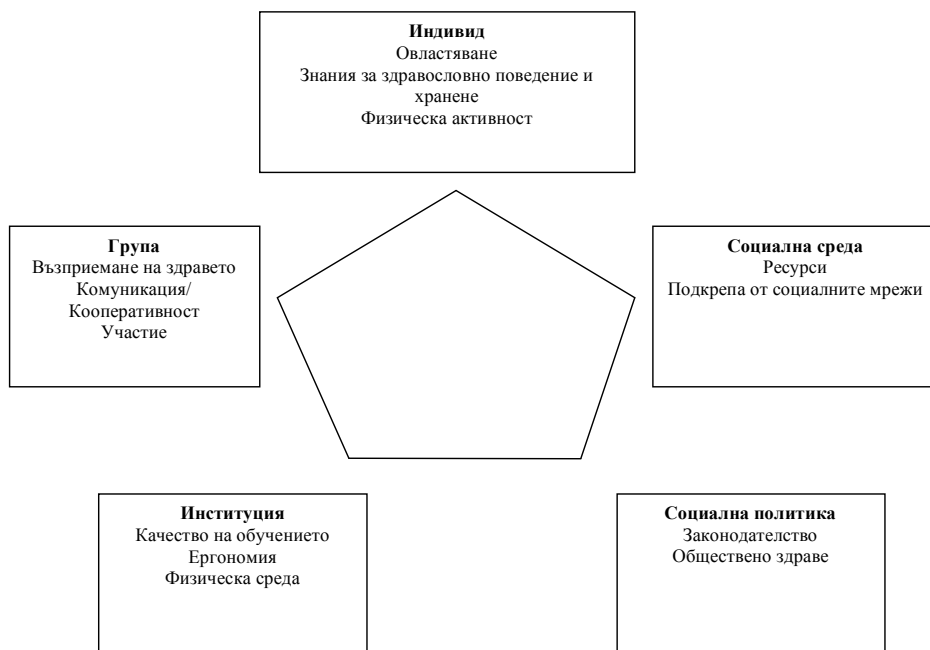 Индивид
Овластяване
Знания за здравословно поведение и
хранене
Физическа активност
Група
Възприемане на здравето
Комуникация/
Кооперативност
Участие
Социална среда
Ресурси
Подкрепа от социалните мрежи
Институция
Качество на обучението
Ергономия
Физическа среда
Социална политика
Законодателство
Обществено здраве